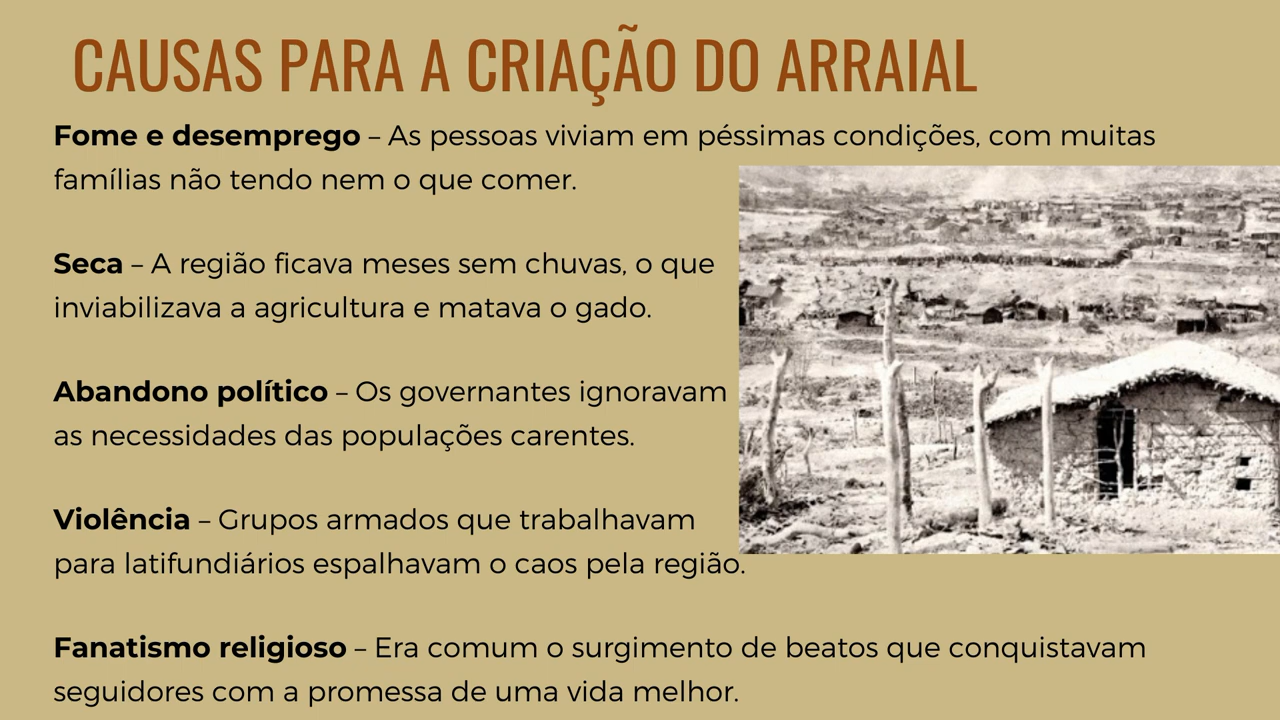 CAUSAS PARA A CRIAÇÃO DO ARRAIAL
Fome e desemprego – As pessoas viviam em péssimas condições, com muitas
famílias não tendo nem o que comer.
Seca – A região ficava meses sem chuvas, o que
inviabilizava a agricultura e matava o gado.
Abandono político – Os governantes ignoravam
as necessidades das populações carentes.
Violência – Grupos armados que trabalhavam
para latifundiários espalhavam o caos pela região.
Fanatismo religioso – Era comum o surgimento de beatos que conquistavam
seguidores com a promessa de uma vida melhor.